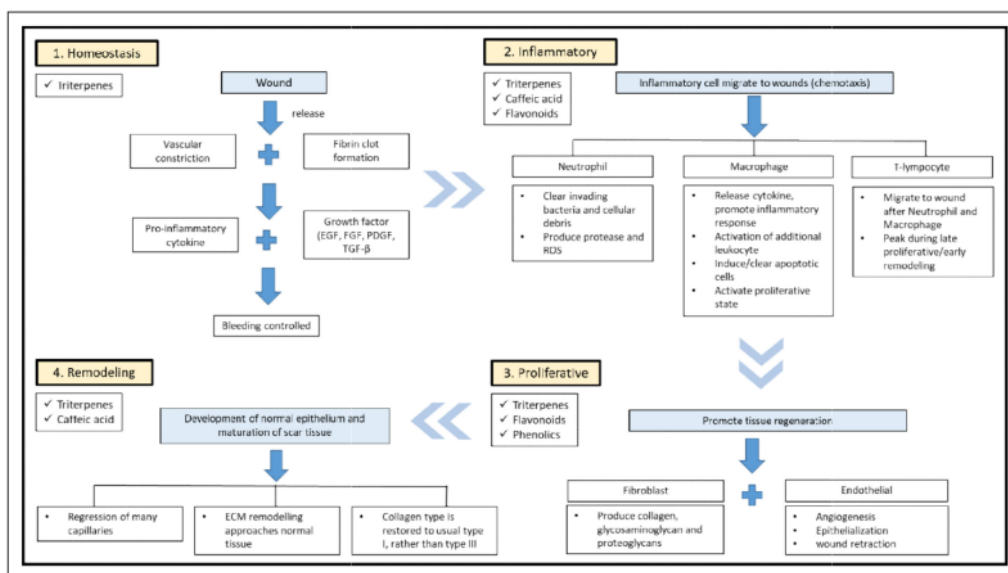 1. Homeostasis
✓ Triterpenes
Wound
release
Vascular
constriction
Fibrin clot
formation
Pro-inflammatory
cytokine
Growth factor
(EGF, FGF, PDGF,
TGF-β
Bleeding controlled
2. Inflammatory
✓ Triterpenes
✓ Caffeic acid
✓ Flavonoids
Inflammatory cell migrate to wounds (chemotaxis)
Neutrophil
• Clear invading
bacteria and cellular
debris
• Produce protease and
ROS
Macrophage
• Release cytokine,
promote inflammatory
response
• Activation of additional
leukocyte
• Induce/clear apoptotic
cells
• Activate proliferative
state
T-lympocyte
• Migrate to wound
after Neutrophil and
Macrophage
• Peak during late
proliferative/early
remodeling
3. Proliferative
✓ Triterpenes
✓ Flavonoids
✓ Phenolics
Promote tissue regeneration
Fibroblast
• Produce collagen,
glycosaminoglycan and
proteoglycans
Endothelial
• Angiogenesis
• Epithelialization
• wound retraction
4. Remodeling
✓ Triterpenes
✓ Caffeic acid
Development of normal epithelium and
maturation of scar tissue
• Regression of many
capillaries
• ECM remodelling
approaches normal
tissue
• Collagen type is
restored to usual type
I, rather than type III